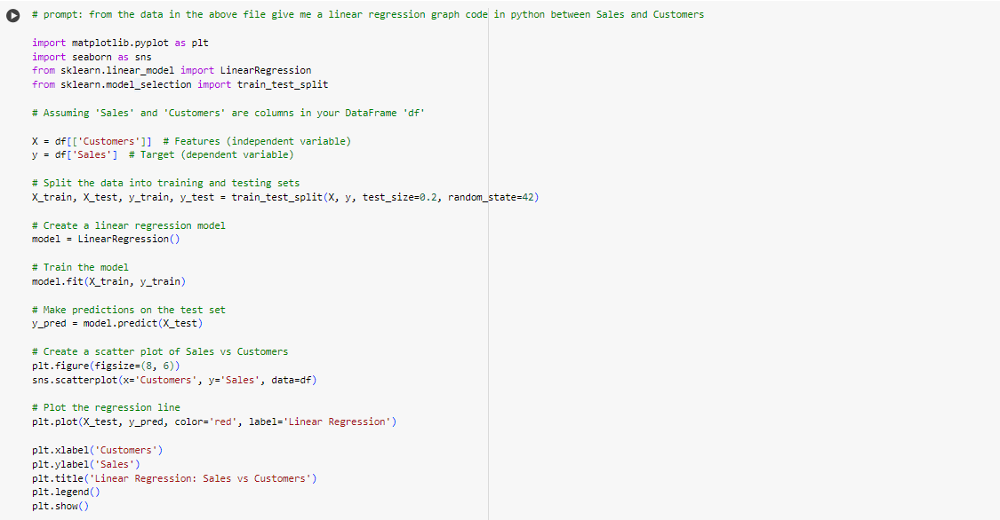 # prompt: from the data in the above file give me a linear regression graph code in python between Sales and Customers
import matplotlib.pyplot as plt
import seaborn as sns
from sklearn.linear_model import LinearRegression
from sklearn.model_selection import train_test_split
# Assuming 'Sales' and 'Customers' are columns in your DataFrame 'df'
X = df[['Customers']]  # Features (independent variable)
y = df['Sales']  # Target (dependent variable)
# Split the data into training and testing sets
X_train, X_test, y_train, y_test = train_test_split(X, y, test_size=0.2, random_state=42)
# Create a linear regression model
model = LinearRegression()
# Train the model
model.fit(X_train, y_train)
# Make predictions on the test set
y_pred = model.predict(X_test)
# Create a scatter plot of Sales vs Customers
plt.figure(figsize=(8, 6))
sns.scatterplot(x='Customers', y='Sales', data=df)
# Plot the regression line
plt.plot(X_test, y_pred, color='red', label='Linear Regression')
plt.xlabel('Customers')
plt.ylabel('Sales')
plt.title('Linear Regression: Sales vs Customers')
plt.legend()
plt.show()